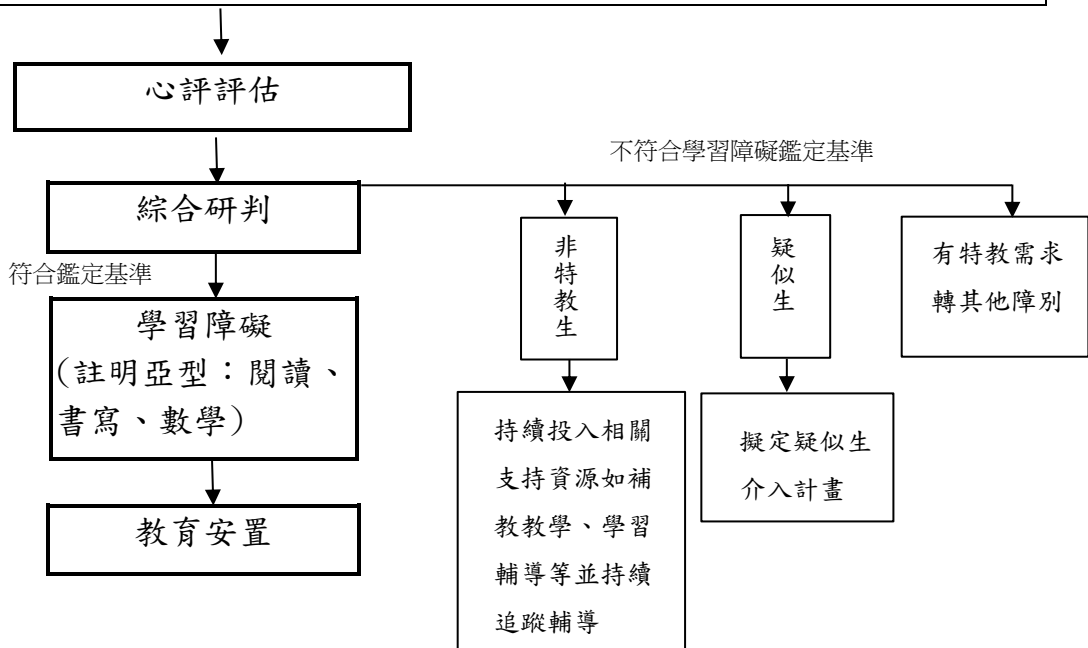 心評評估
不符合學習障礙鑑定基準
綜合研判
符合鑑定基準
學習障礙
(註明亞型：閱讀、
書寫、數學)
教育安置
非
特
教
生
疑
似
生
有特教需求
轉其他障別
持續投入相關
支持資源如補
教教學、學習
輔導等並持續
追蹤輔導
擬定疑似生
介入計畫